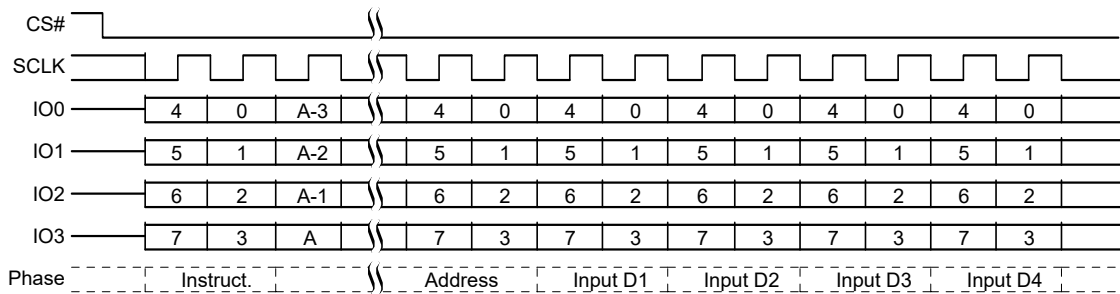 CS#
SCLK
IO0 4 0 A-3 4 0 4 0 4 0 4 0 4 0
IO1 5 1 A-2 5 1 5 1 5 1 5 1 5 1
IO2 6 2 A-1 6 2 6 2 6 2 6 2 6 2
IO3 7 3 A 7 3 7 3 7 3 7 3 7 3
Phase Instruct. Address Input D1 Input D2 Input D3 Input D4